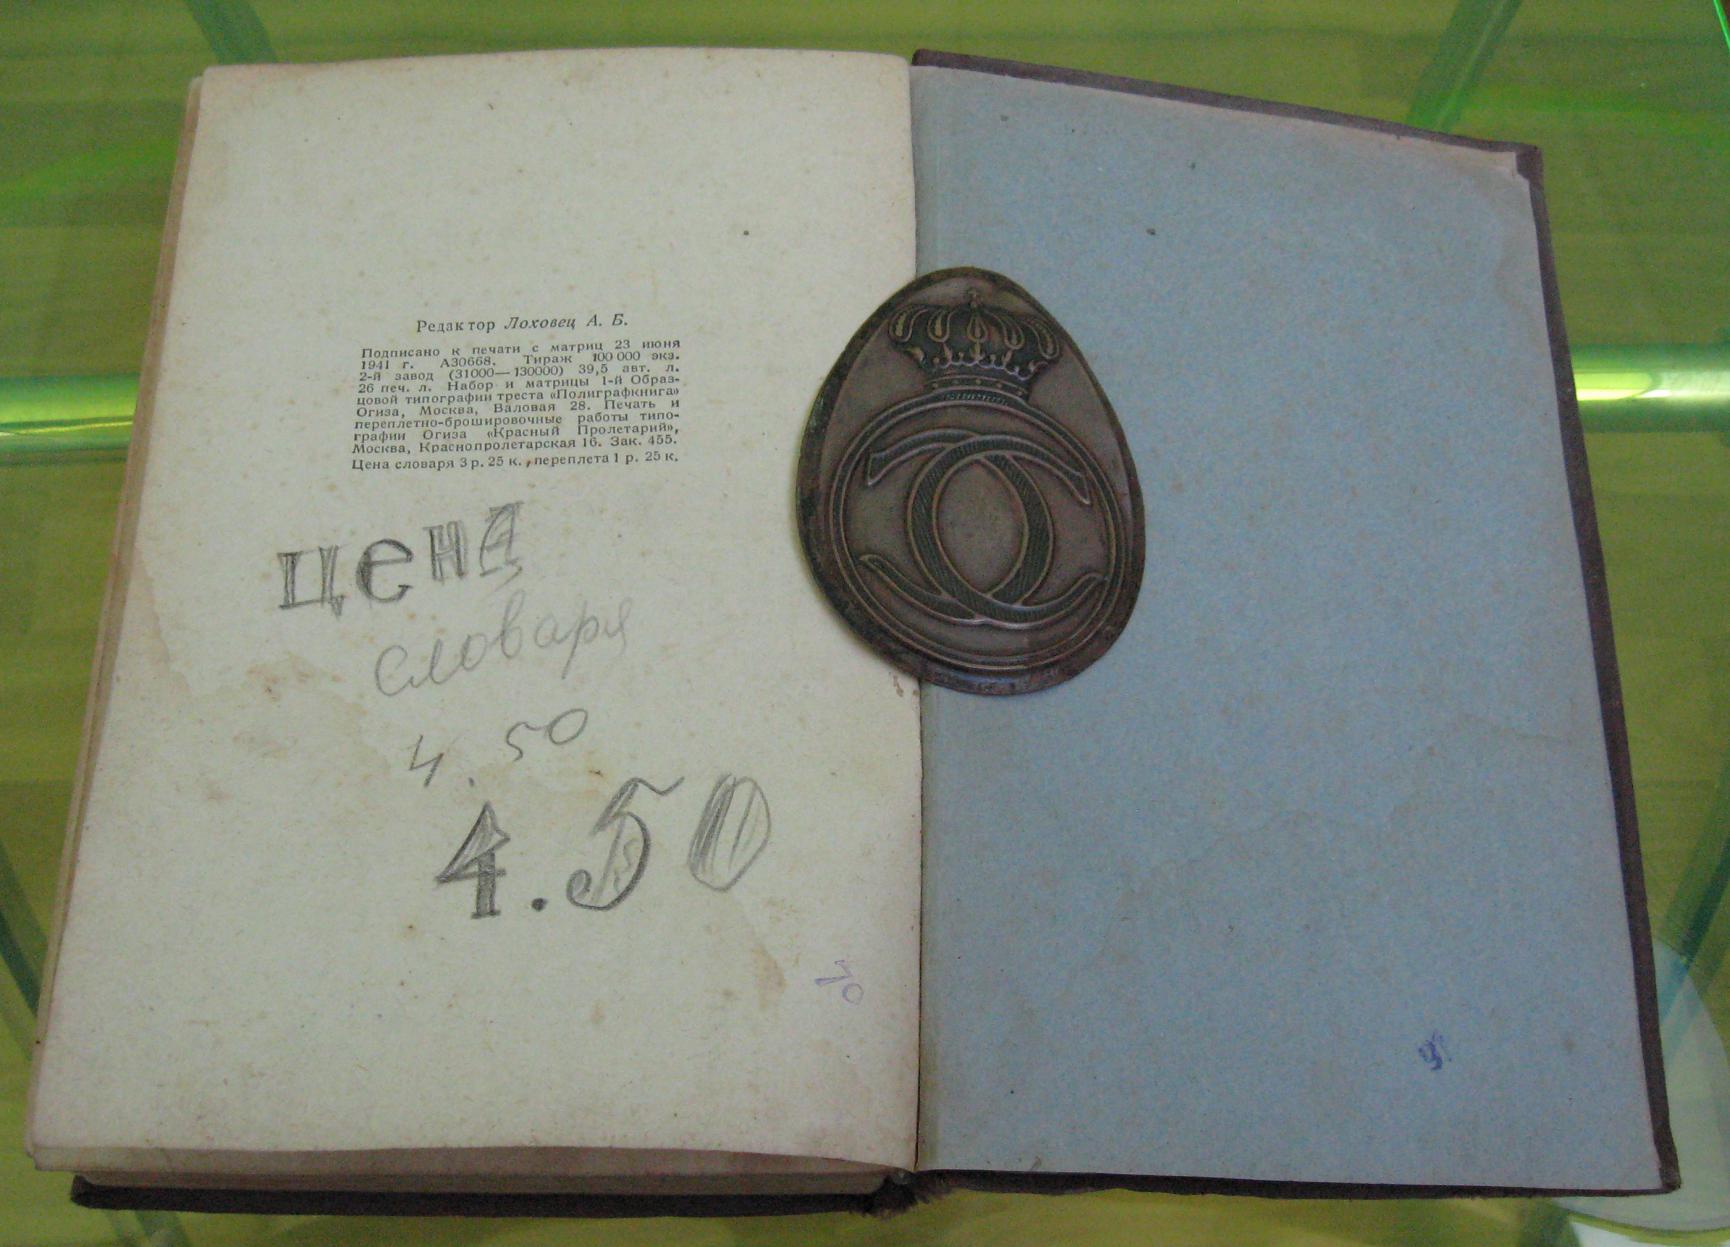 Редактор Лоховец А. Б.
Подписано к печати с матриц 23 июня
1941 г. А30668. Тираж 100 000 экз.
2-й завод (31000—130000) 39,5 авт. л.
26 печ. л. Набор и матрицы 1-й Образ-
цовой типографии треста «Полиграфкнига»
Огиза, Москва, Валовая 28. Печать и
переплетно-брошировочные работы типо-
графии Огиза «Красный Пролетарий»,
Москва, Краснопролетарская 16. Зак. 455.
Цена словаря 3 р. 25 к., переплета 1 р. 25 к.
цена
словаря
4.50
4.50